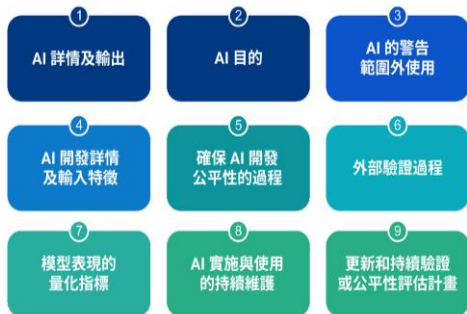 1
2
3
AI 詳情及輸出
AI 目的
AI 的警告
範圍外使用
4
5
6
AI 開發詳情
及輸入特徵
確保 AI 開發
公平性的過程
外部驗證過程
7
8
9
模型表現的
量化指標
AI 實施與使用
的持續維護
更新和持續驗證
或公平性評估計畫